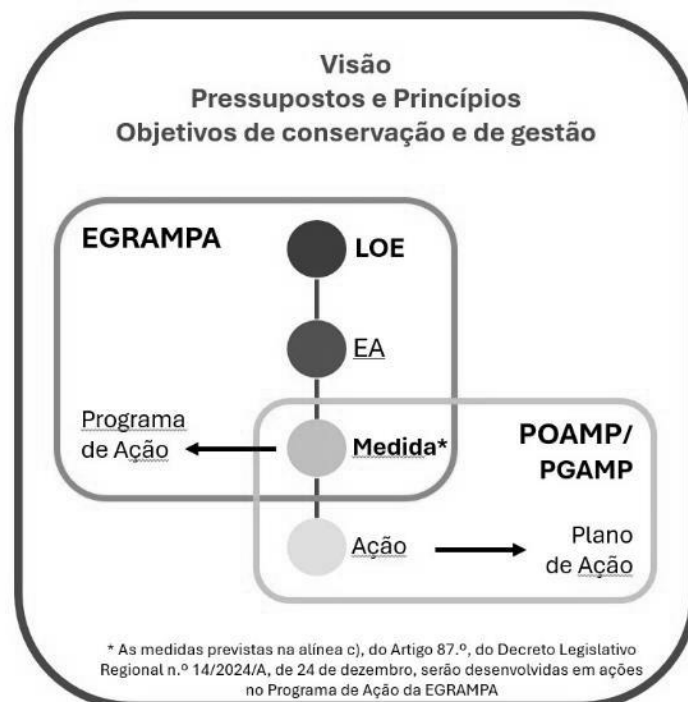 Visão
Pressupostos e Princípios
Objetivos de conservação e de gestão
EGRAMPA
LOE
EA
Programa
de Ação
Medida*
POAMP/
PGAMP
Ação
Plano
de Ação
* As medidas previstas na alínea c), do Artigo 87.º, do Decreto Legislativo
Regional n.º 14/2024/A, de 24 de dezembro, serão desenvolvidas em ações
no Programa de Ação da EGRAMPA